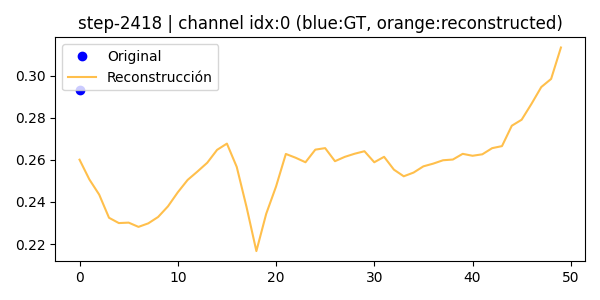 step-2418 | channel idx:0 (blue:GT, orange:reconstructed)
Original
Reconstrucción
0.30
0.28
0.26
0.24
0.22
0 10 20 30 40 50